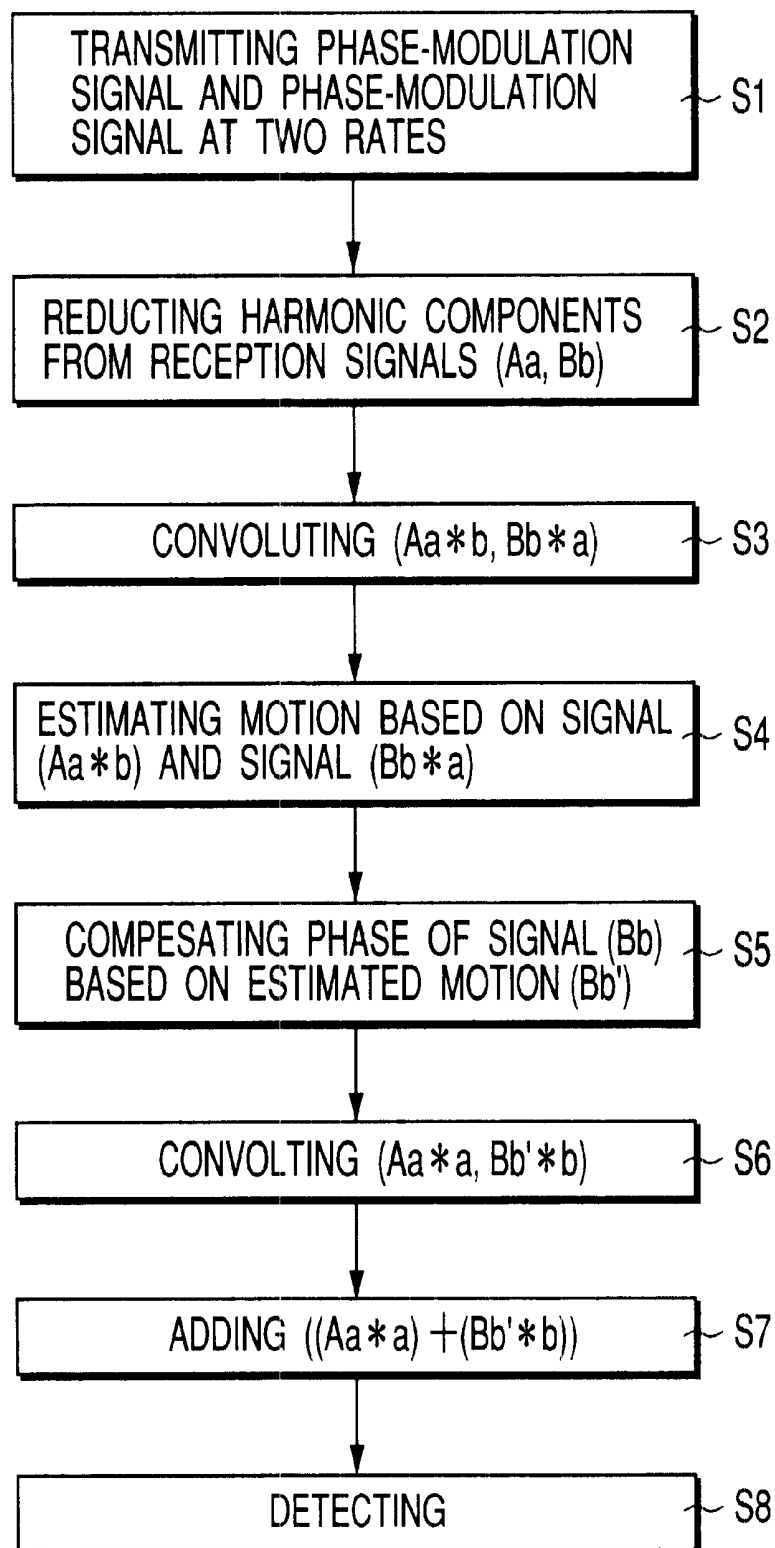 TRANSMITTING PHASE-MODULATION
SIGNAL AND PHASE-MODULATION
SIGNAL AT TWO RATES
S1
REDUCTING HARMONIC COMPONENTS
FROM RECEPTION SIGNALS (Aa, Bb)
S2
CONVOLUTING (Aa*b, Bb*a)
S3
ESTIMATING MOTION BASED ON SIGNAL
(Aa*b) AND SIGNAL (Bb*a)
S4
COMPESATING PHASE OF SIGNAL (Bb)
BASED ON ESTIMATED MOTION (Bb')
S5
CONVOLTING (Aa*a, Bb'*b)
S6
ADDING ((Aa*a) +(Bb'*b))
S7
DETECTING
S8